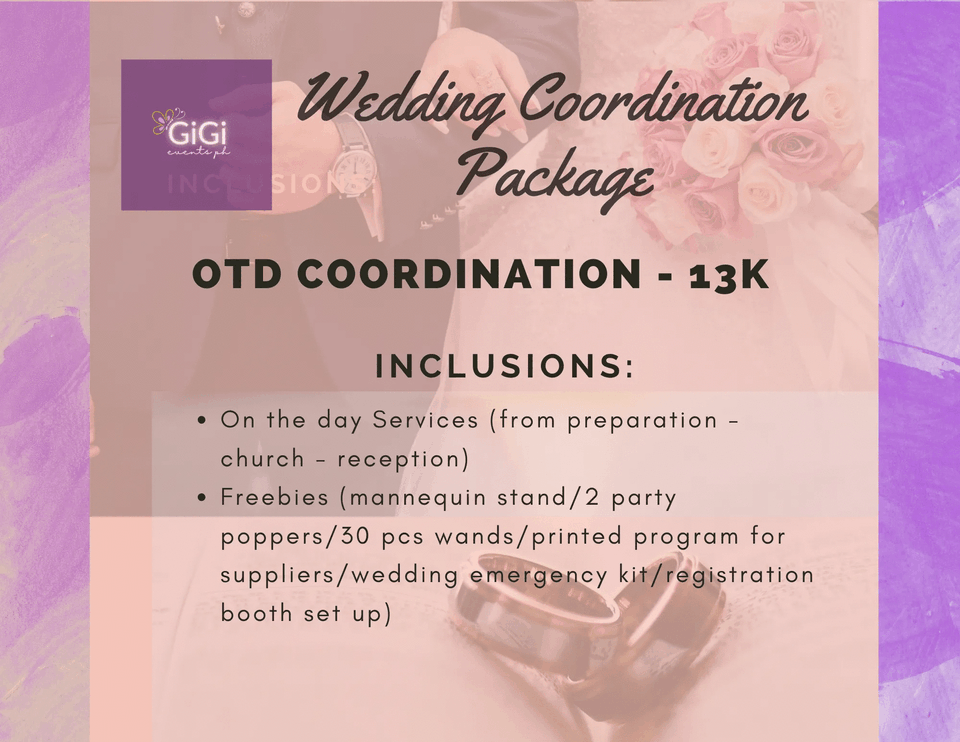 GiGi
events ph
INCLUSIONS:
Wedding Coordination
Package
OTD COORDINATION - 13K
INCLUSIONS:
• On the day Services (from preparation -
church - reception)
• Freebies (mannequin stand/2 party
poppers/30 pcs wands/printed program for
suppliers/wedding emergency kit/registration
booth set up)